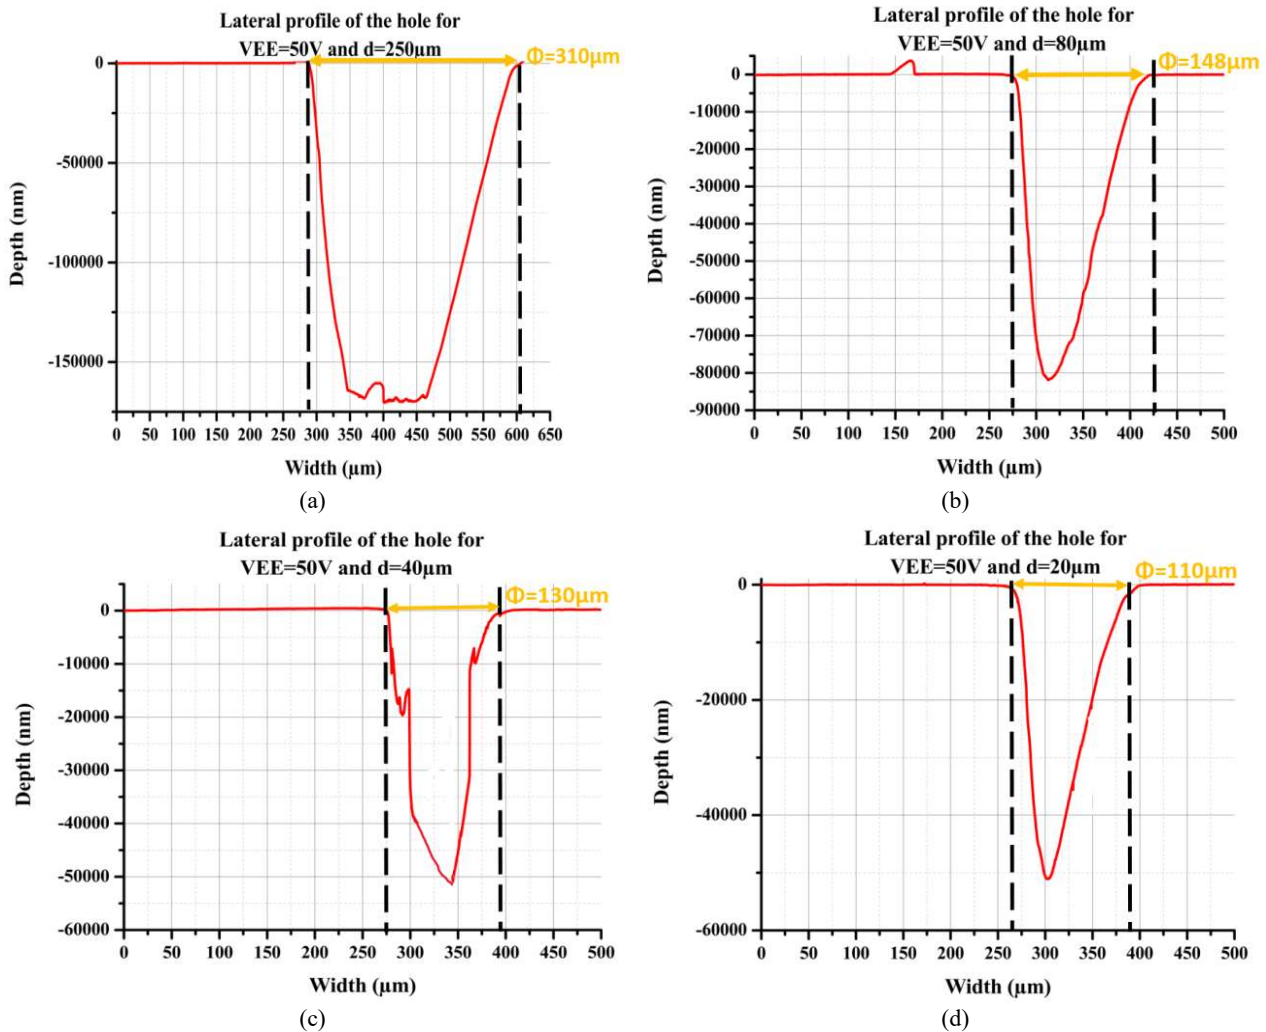 Lateral profile of the hole for
VEE=50V and d=250µm
Φ=310µm
0
-50000
-100000
-150000
Depth (nm)
0 50 100 150 200 250 300 350 400 450 500 550 600 650
Width (µm)
(a)
Lateral profile of the hole for
VEE=50V and d=80µm
Φ=148µm
0
-10000
-20000
-30000
-40000
-50000
-60000
-70000
-80000
-90000
Depth (nm)
0 50 100 150 200 250 300 350 400 450 500
Width (µm)
(b)
Lateral profile of the hole for
VEE=50V and d=40µm
Φ=130µm
0
-10000
-20000
-30000
-40000
-50000
-60000
Depth (nm)
0 50 100 150 200 250 300 350 400 450 500
Width (µm)
(c)
Lateral profile of the hole for
VEE=50V and d=20µm
Φ=110µm
0
-20000
-40000
-60000
Depth (nm)
0 50 100 150 200 250 300 350 400 450 500
Width (µm)
(d)